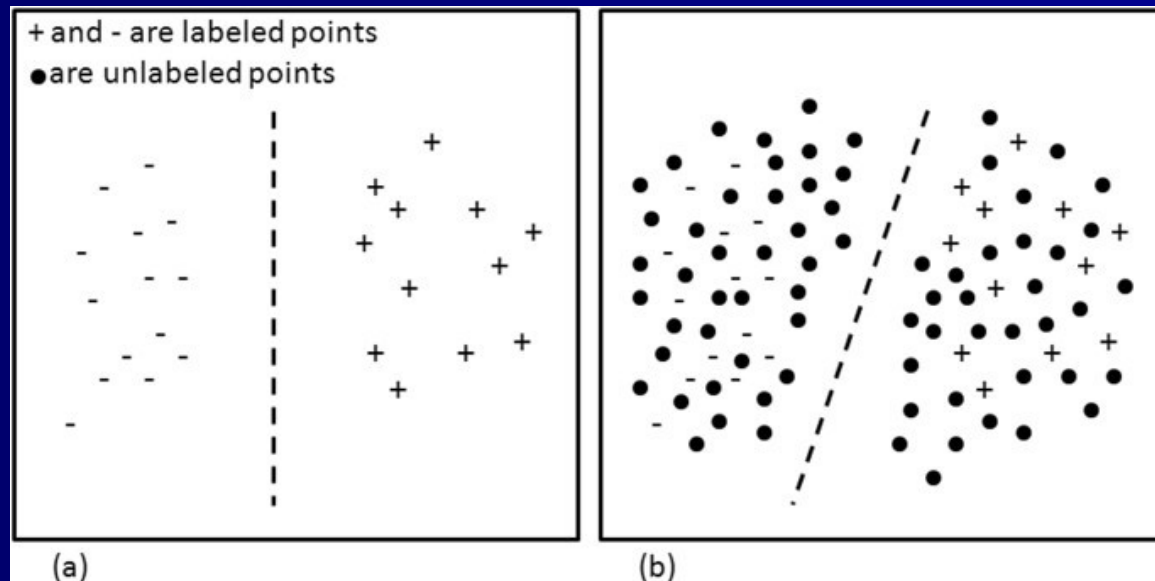 + and - are labeled points
● are unlabeled points
(a)
(b)